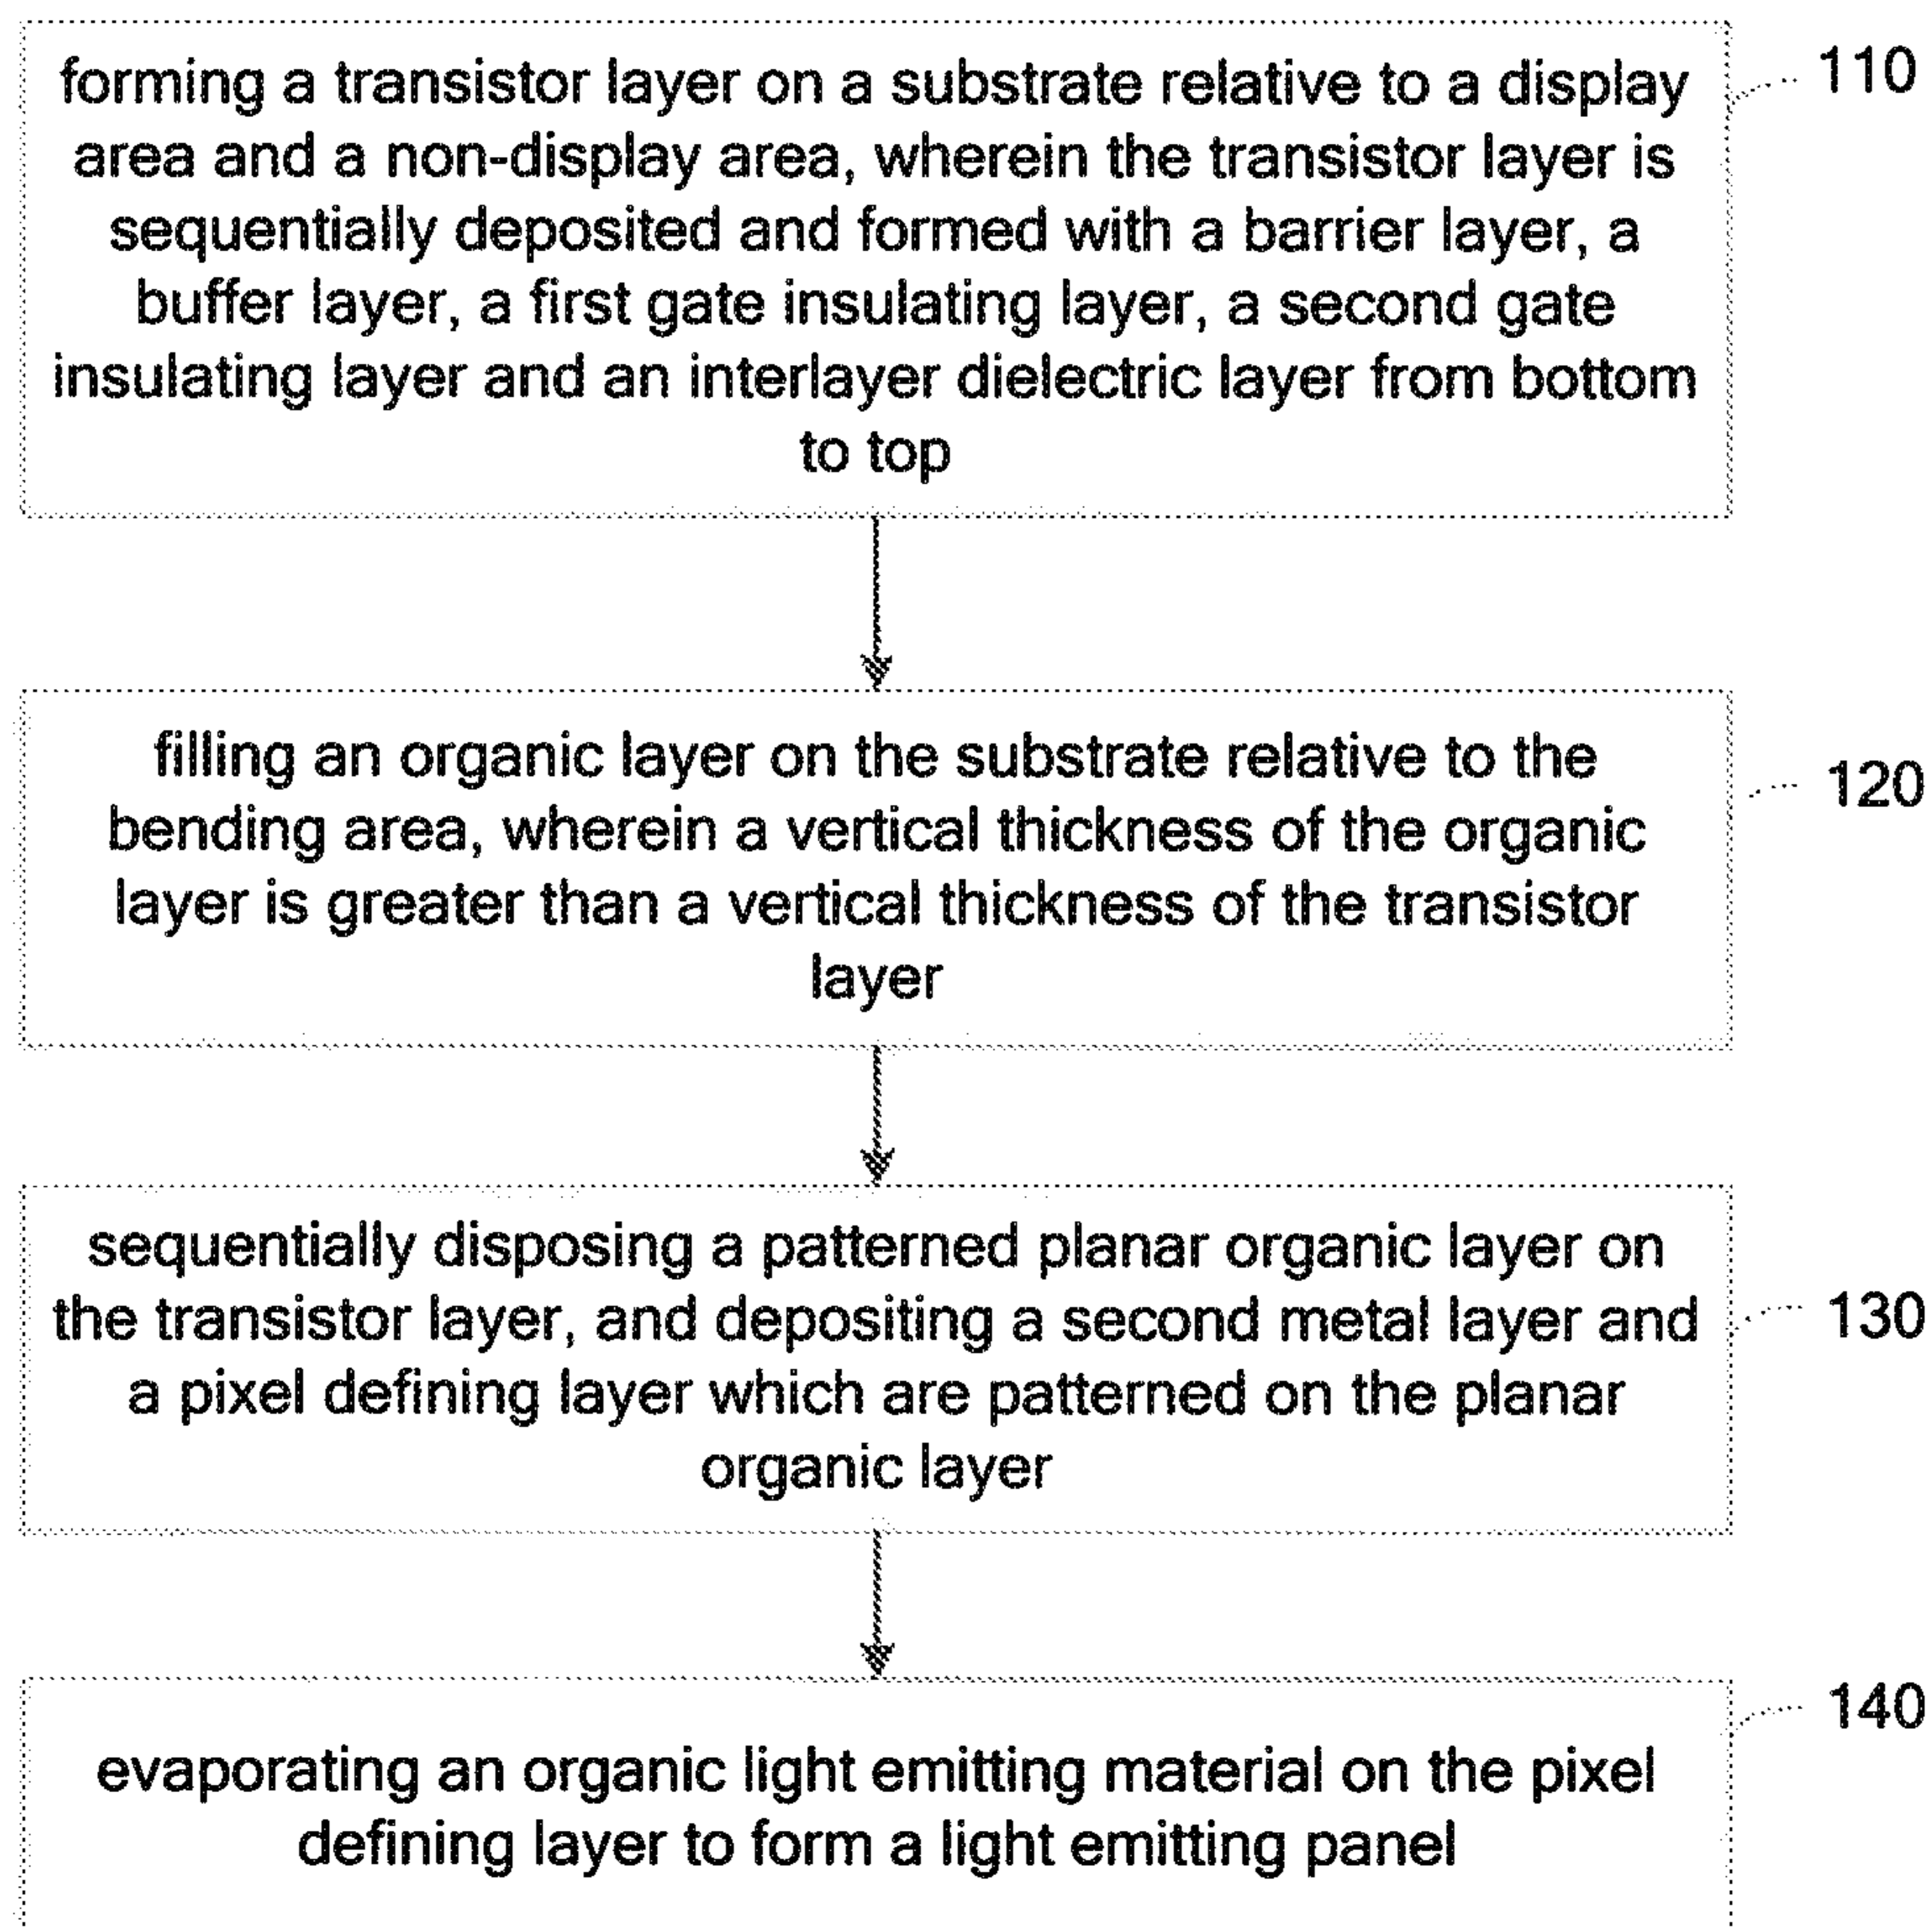 forming a transistor layer on a substrate relative to a display
area and a non-display area, wherein the transistor layer is
sequentially deposited and formed with a barrier layer, a
buffer layer, a first gate insulating layer, a second gate
insulating layer and an interlayer dielectric layer from bottom
to top
110
filling an organic layer on the substrate relative to the
bending area, wherein a vertical thickness of the organic
layer is greater than a vertical thickness of the transistor
layer
120
sequentially disposing a patterned planar organic layer on
the transistor layer, and depositing a second metal layer and
a pixel defining layer which are patterned on the planar
organic layer
130
evaporating an organic light emitting material on the pixel
defining layer to form a light emitting panel
140